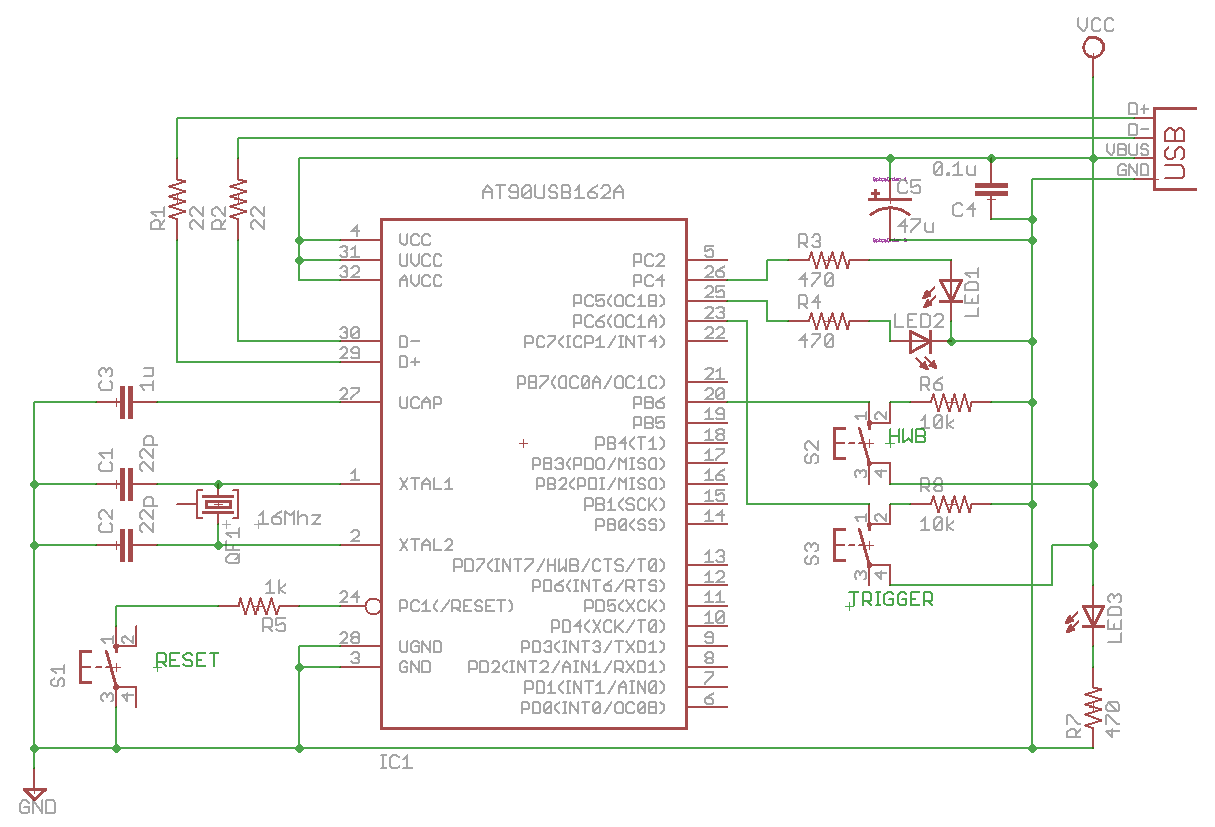 VCC
D+
D-
VBUS
GND
USB
0.1u
C4
C5
47u
AT90USB162A
R1
22
R2
22
4
VCC
31
UVCC
32
AVCC
30
D-
29
D+
27
UCAP
1
XTAL1
2
XTAL2
24
PC1(/RESET)
28
UGND
3
GND
PC2
5
PC4
26
PC5(OC1B)
25
PC6(OC1A)
23
PC7(ICP1/INT4)
22
PB7(OC0A/OC1C)
21
PB6
20
PB5
19
PB4(T1)
18
PB3(PDO/MISO)
17
PB2(PDI/MISO)
16
PB1(SCK)
15
PB0(SS)
14
PD7(INT7/HWB/CTS/T0)
13
PD6(INT6/RTS)
12
PD5(XCK)
11
PD4(XCK/T0)
10
PD3(INT3/TXD1)
9
PD2(INT2/AIN1/RXD1)
8
PD1(INT1/AIN0)
7
PD0(INT0/OC0B)
6
IC1
R3
470
R4
470
LED1
LED2
R6
10k
HWB
S2
1
2
3
4
R8
10k
S3
1
2
3
4
TRIGGER
LED3
R7
470
C3
1u
C1
22p
C2
22p
16Mhz
QF1
1k
R5
S1
1
2
3
4
RESET
GND